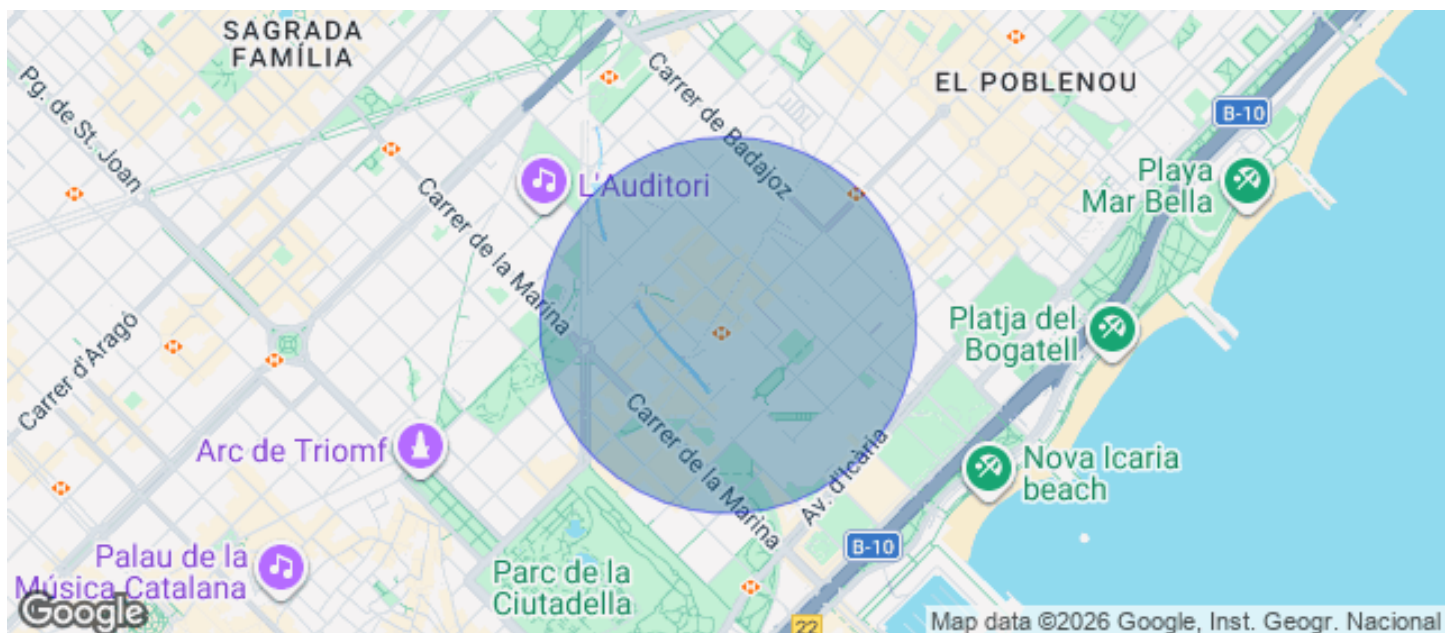 SAGRADA
FAMÍLIA
Pg. de St. Joan
Carrer de Badajoz
EL POBLENOU
B-10
Playa
Mar Bella
L'Auditori
Carrer de la Marina
Carrer d'Aragó
Platja del
Bogatell
Arc de Triomf
Carrer de la Marina
Av. d'Icària
Nova Icaria
beach
B-10
Palau de la
Música Catalana
Parc de la
Ciutadella
Google
22
Map data ©2026 Google, Inst. Geogr. Nacional